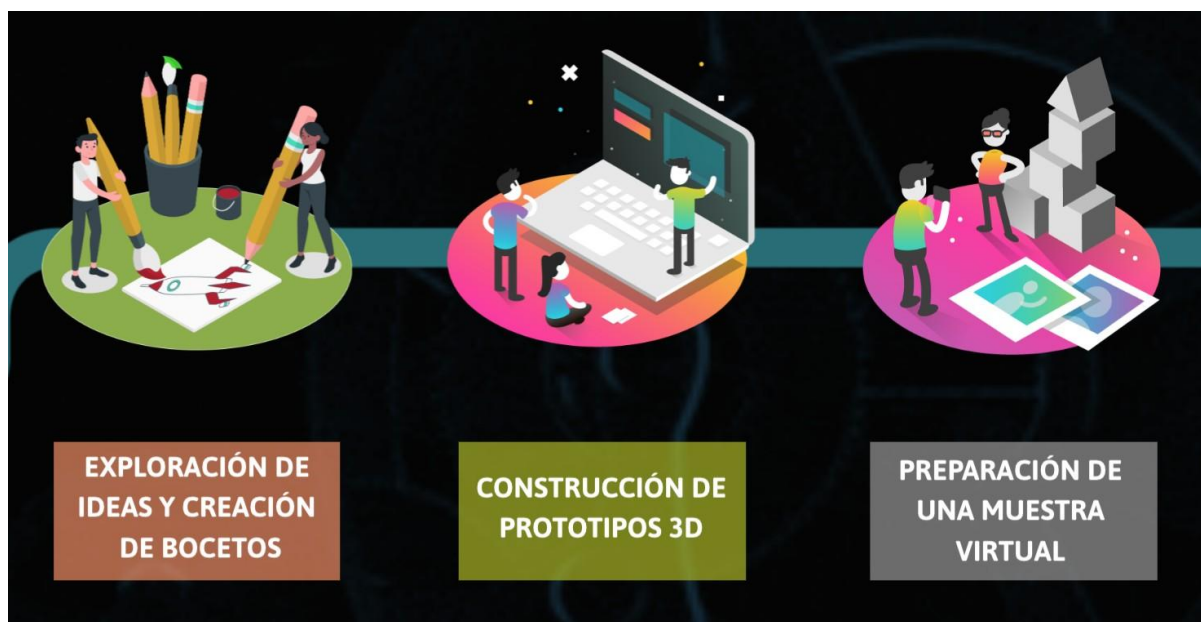 EXPLORACIÓN DE
IDEAS Y CREACIÓN
DE BOCETOS
CONSTRUCCIÓN DE
PROTOTIPOS 3D
PREPARACIÓN DE
UNA MUESTRA
VIRTUAL